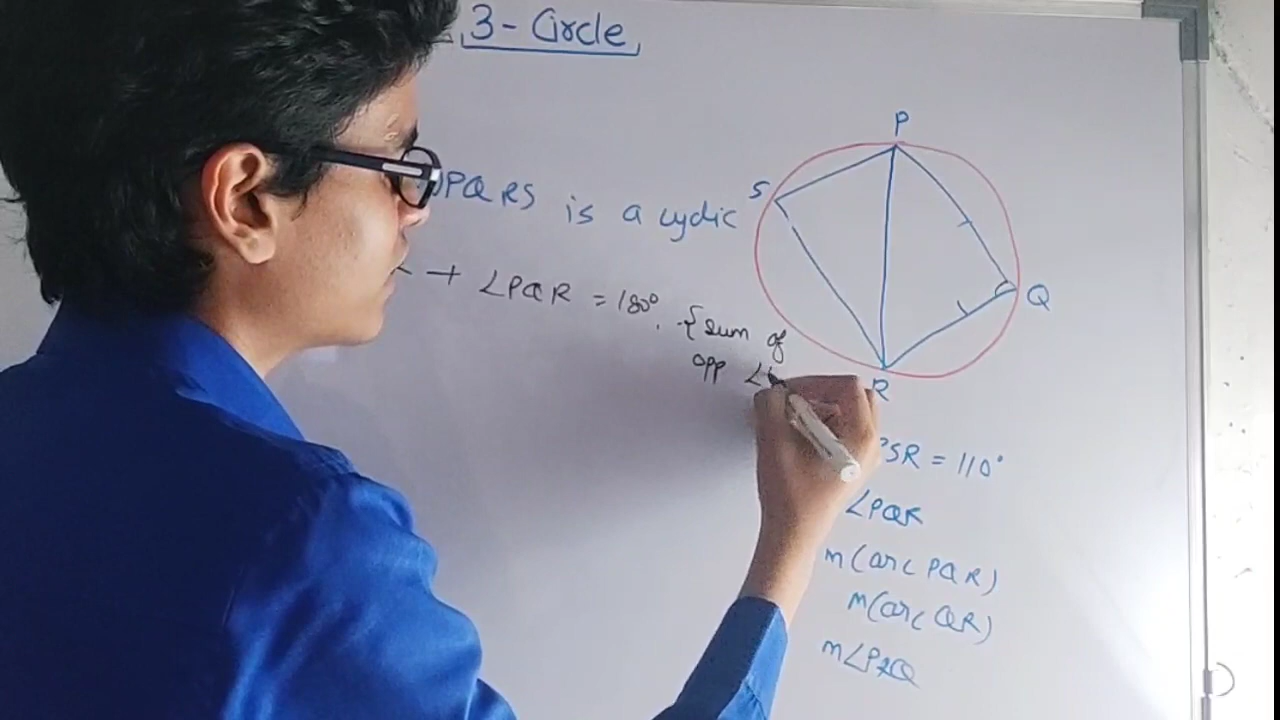 3 - Circle
PQRS is a cyclic
+ ∠PQR = 180°. {Sum of
opp ∠
P
S
Q
R
PSR = 110°
∠PQR
m(arc PQR)
m(arc QR)
m∠PRQ